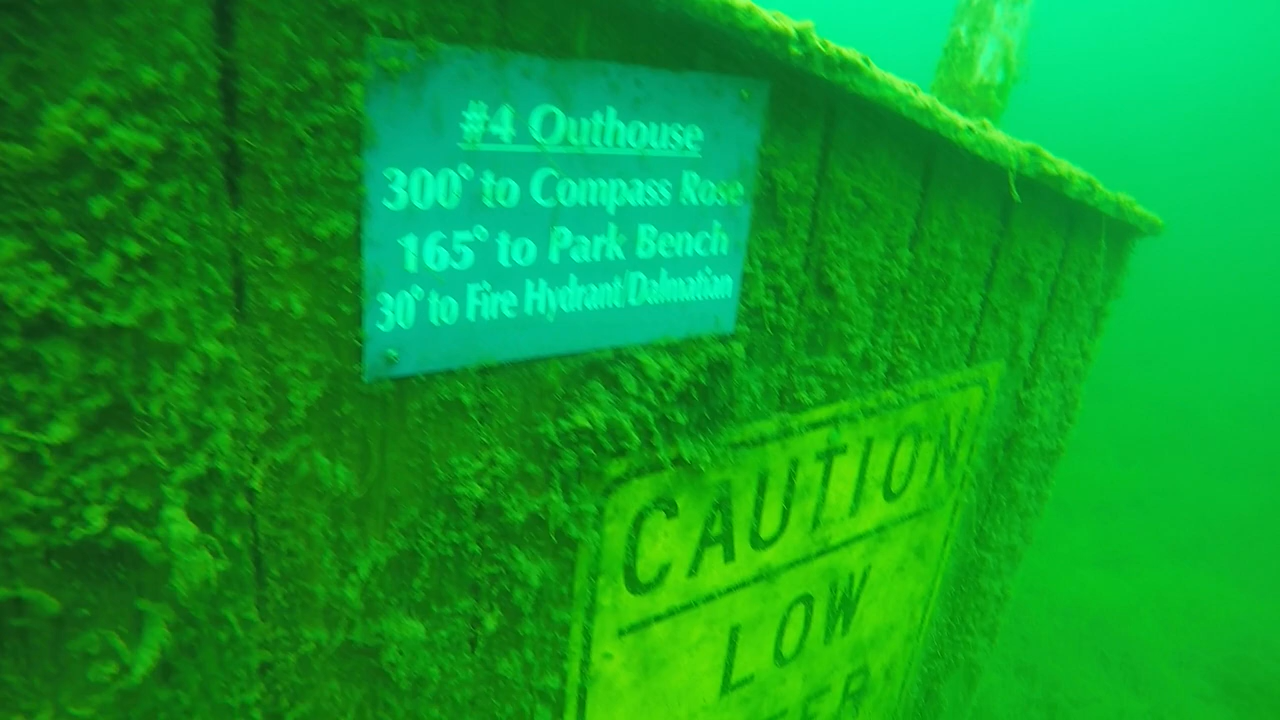 #4 Outhouse
300° to Compass Rose
165° to Park Bench
30° to Fire Hydrant/Dalmatian
CAUTION
LOW